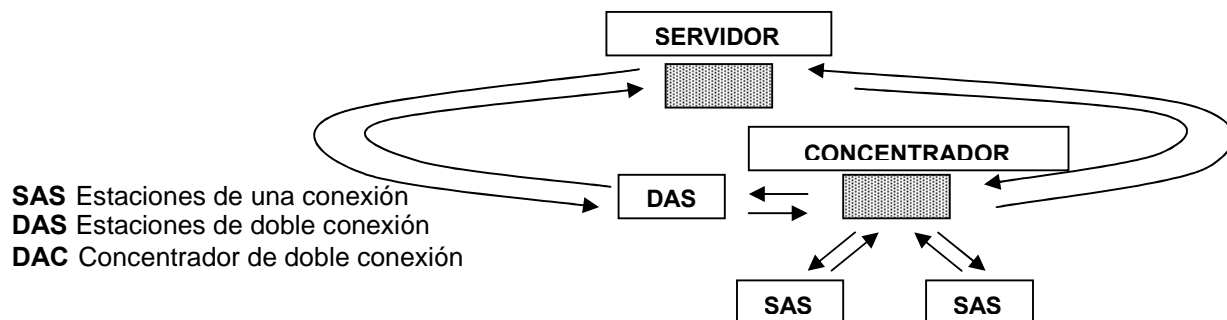 SERVIDOR
CONCENTRADOR
SAS Estaciones de una conexión
DAS
DAS Estaciones de doble conexión
DAC Concentrador de doble conexión
SAS
SAS